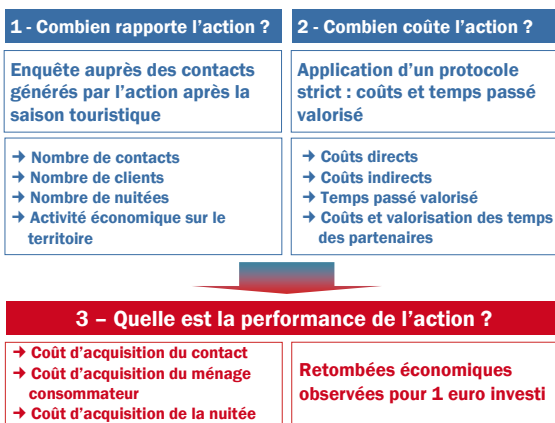 1 - Combien rapporte l'action ?
Enquête auprès des contacts
générés par l'action après la
saison touristique
➔ Nombre de contacts
➔ Nombre de clients
➔ Nombre de nuitées
➔ Activité économique sur le
territoire
2 - Combien coûte l'action ?
Application d'un protocole
strict : coûts et temps passé
valorisé
➔ Coûts directs
➔ Coûts indirects
➔ Temps passé valorisé
➔ Coûts et valorisation des temps
des partenaires
3 – Quelle est la performance de l'action ?
➔ Coût d'acquisition du contact
➔ Coût d'acquisition du ménage
consommateur
➔ Coût d'acquisition de la nuitée
Retombées économiques
observées pour 1 euro investi